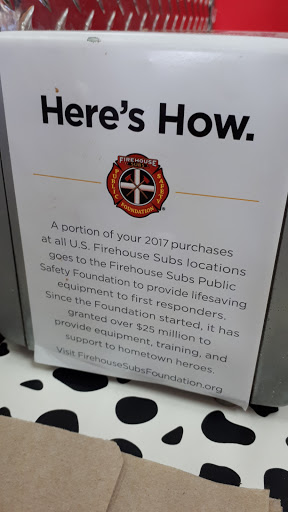 Here's How.
FIREHOUSE
SUBS
PUBLIC SAFETY
FOUNDATION
A portion of your 2017 purchases
at all U.S. Firehouse Subs locations
goes to the Firehouse Subs Public
Safety Foundation to provide lifesaving
equipment to first responders.
Since the Foundation started, it has
granted over $25 million to
provide equipment, training, and
support to hometown heroes.
Visit FirehouseSubsFoundation.org